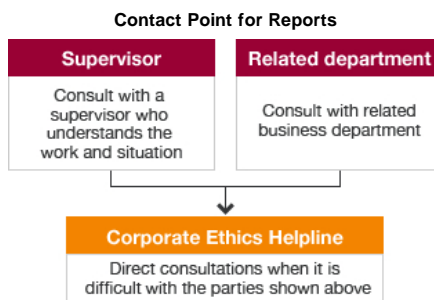 Contact Point for Reports
Supervisor
Consult with a
supervisor who
understands the
work and situation
Related department
Consult with related
business department
Corporate Ethics Helpline
Direct consultations when it is
difficult with the parties shown above